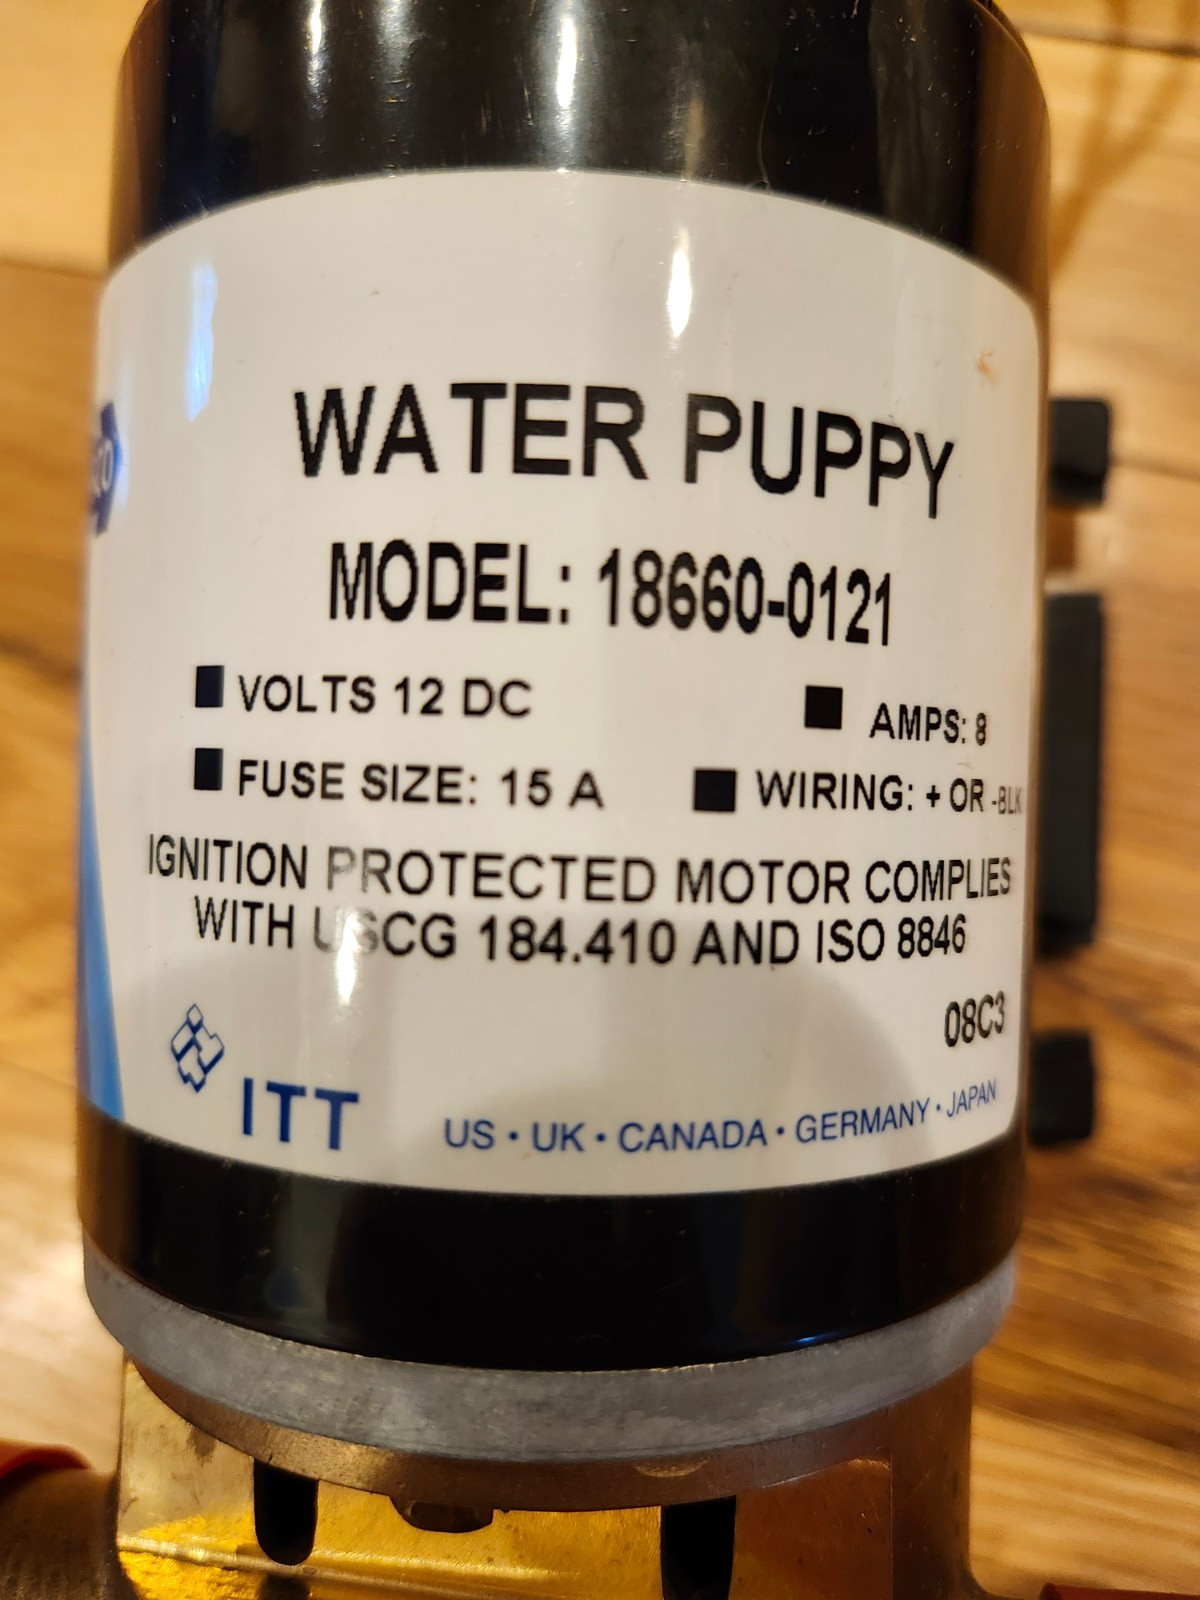 WATER PUPPY
MODEL: 18660-0121
■ VOLTS 12 DC ■ AMPS: 8
■ FUSE SIZE: 15 A ■ WIRING: + OR -BLK
IGNITION PROTECTED MOTOR COMPLIES
WITH USCG 184.410 AND ISO 8846
08C3
ITT US • UK • CANADA • GERMANY • JAPAN